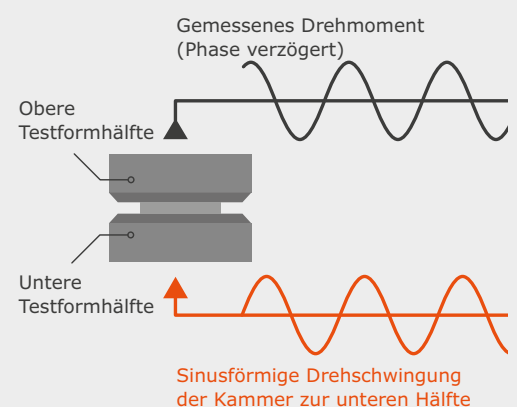 Gemessenes Drehmoment
(Phase verzögert)
Obere
Testformhälfte
Untere
Testformhälfte
Sinusförmige Drehschwingung
der Kammer zur unteren Hälfte